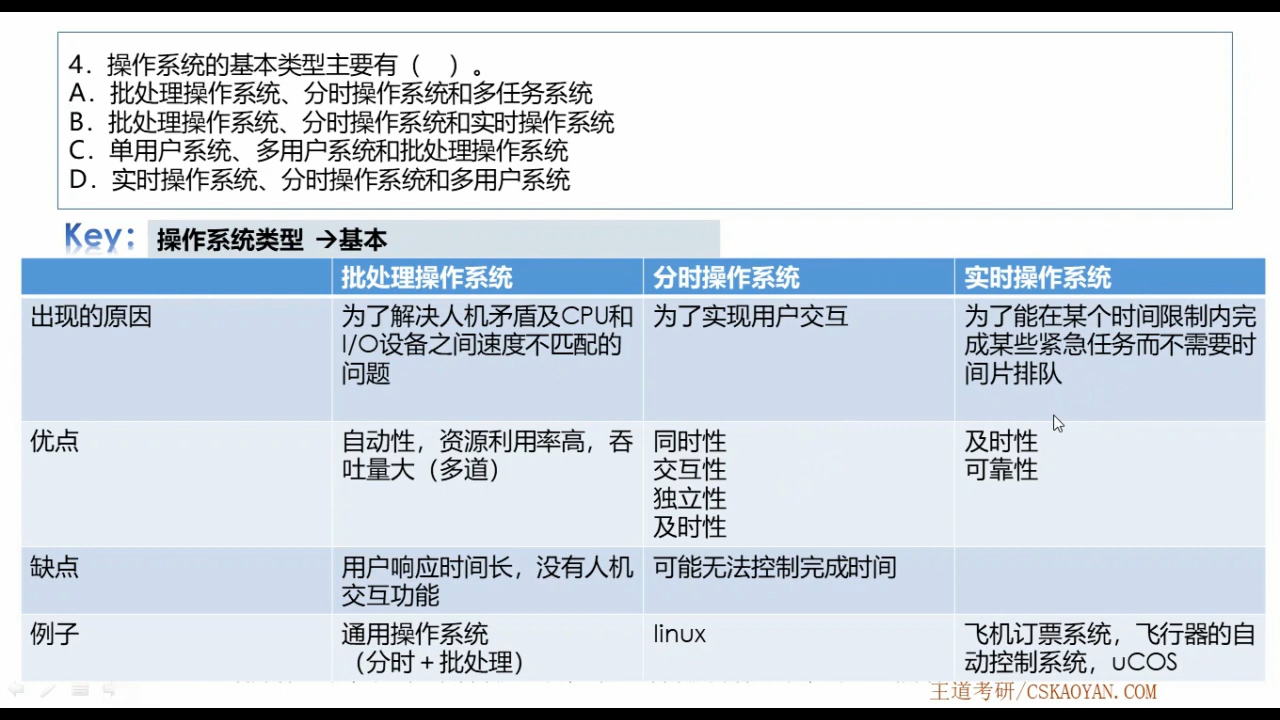 4．操作系统的基本类型主要有（ ）。
A．批处理操作系统、分时操作系统和多任务系统
B．批处理操作系统、分时操作系统和实时操作系统
C．单用户系统、多用户系统和批处理操作系统
D．实时操作系统、分时操作系统和多用户系统
Key： 操作系统类型 →基本
批处理操作系统 分时操作系统 实时操作系统
出现的原因
为了解决人机矛盾及CPU和
I/O设备之间速度不匹配的
问题
为了实现用户交互
为了能在某个时间限制内完
成某些紧急任务而不需要时
间片排队
优点
自动性，资源利用率高，吞
吐量大（多道）
同时性
交互性
独立性
及时性
及时性
可靠性
缺点
用户响应时间长，没有人机
交互功能
可能无法控制完成时间
例子
通用操作系统
（分时＋批处理）
linux
飞机订票系统，飞行器的自
动控制系统，uCOS
王道考研/CSKAOYAN.COM